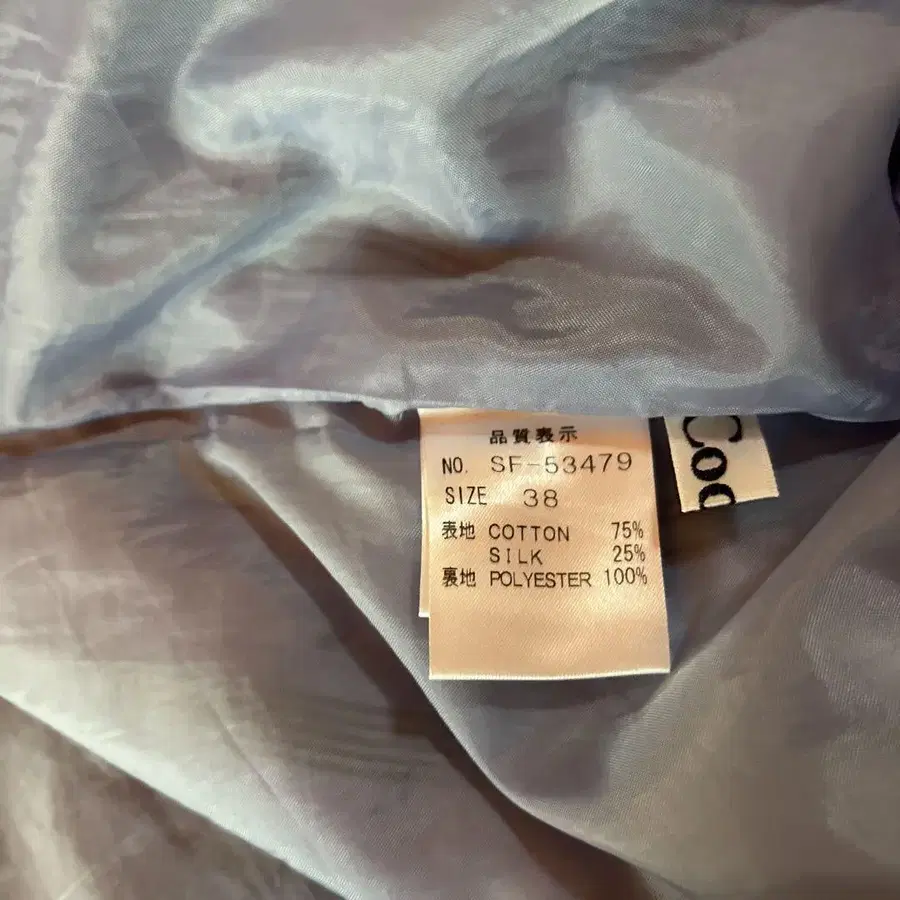 品質表示
NO. SF-53479
SIZE 38
表地 COTTON 75%
SILK 25%
裏地 POLYESTER 100%